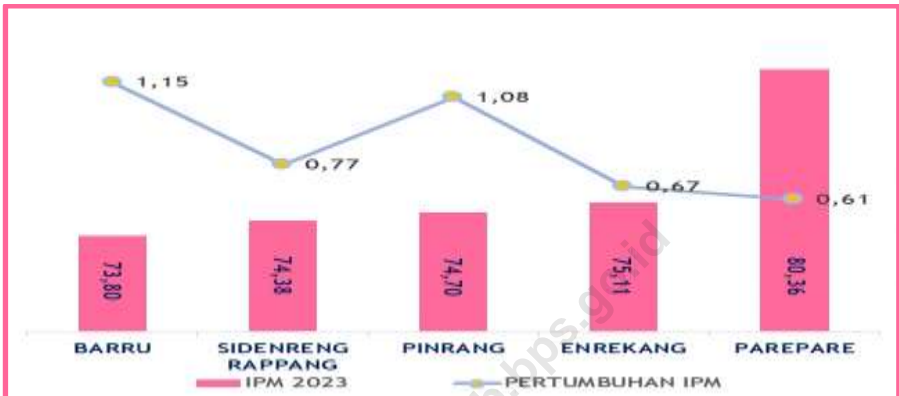 1,15
1,08
0,77
0,67
0,61
73,80
74,38
74,70
75,11
80,36
BARRU
SIDENRENG
RAPPANG
PINRANG
ENREKANG
PAREPARE
IPM 2023
PERTUMBUHAN IPM